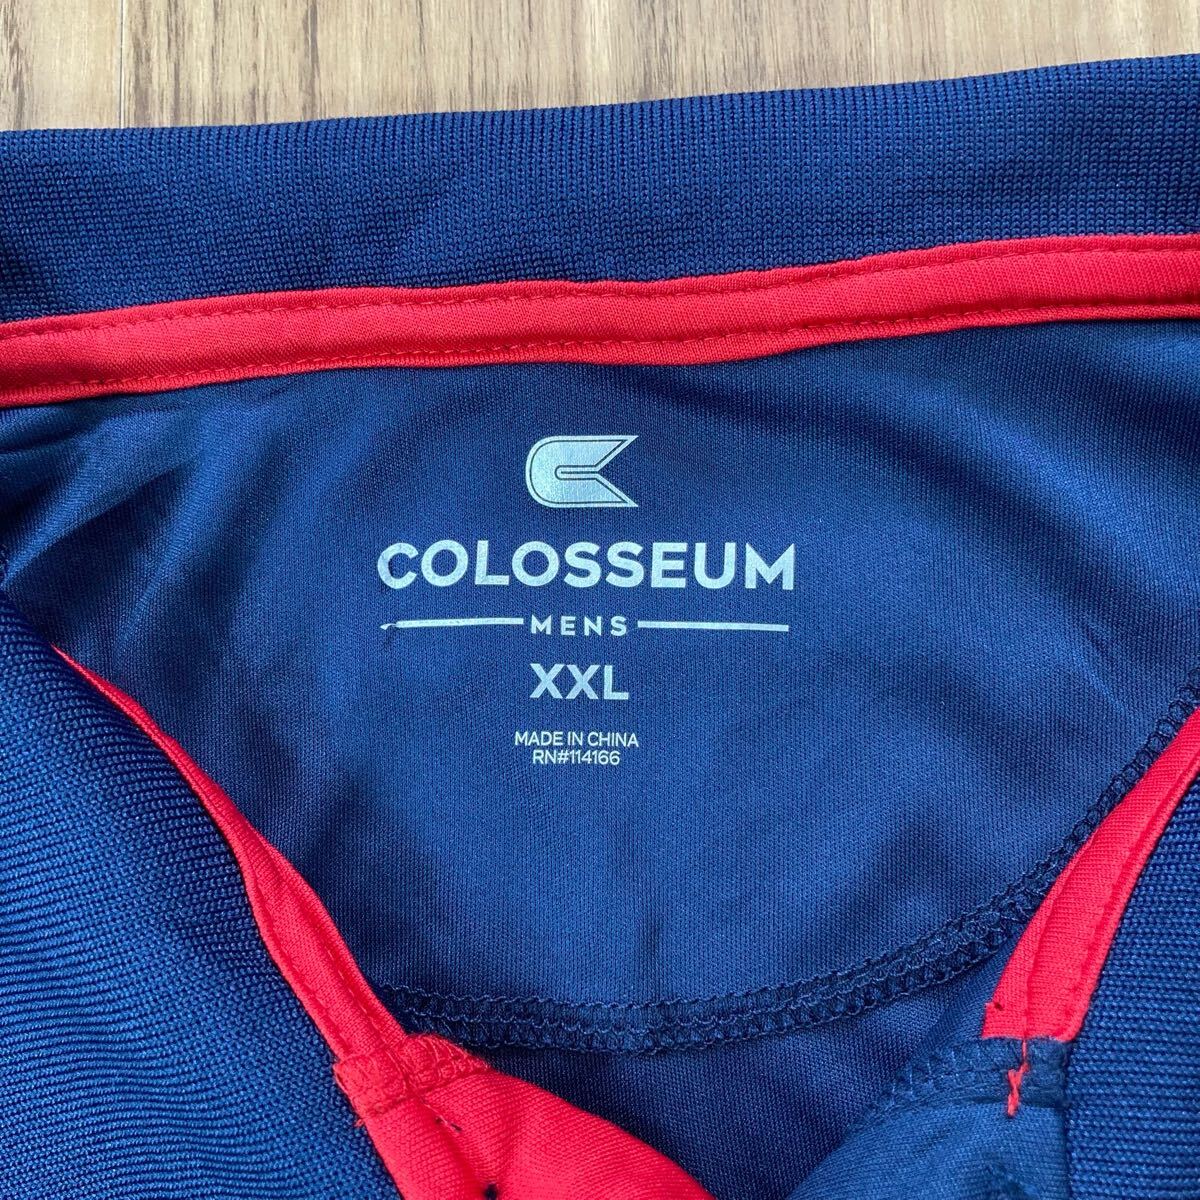 COLOSSEUM
MENS
XXL
MADE IN CHINA
RN#114166